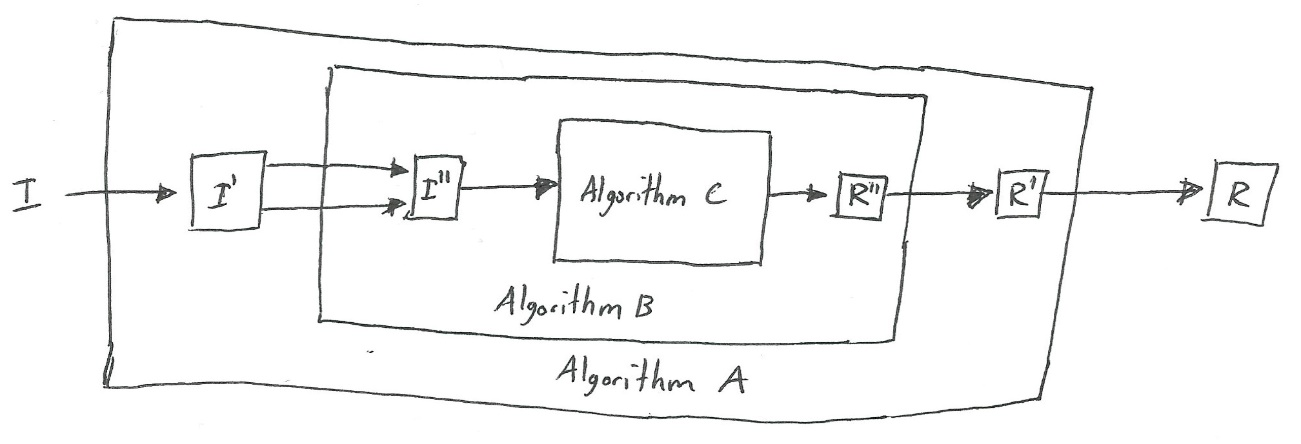 I
I'
I"
Algorithm C
R"
R'
R
Algorithm B
Algorithm A